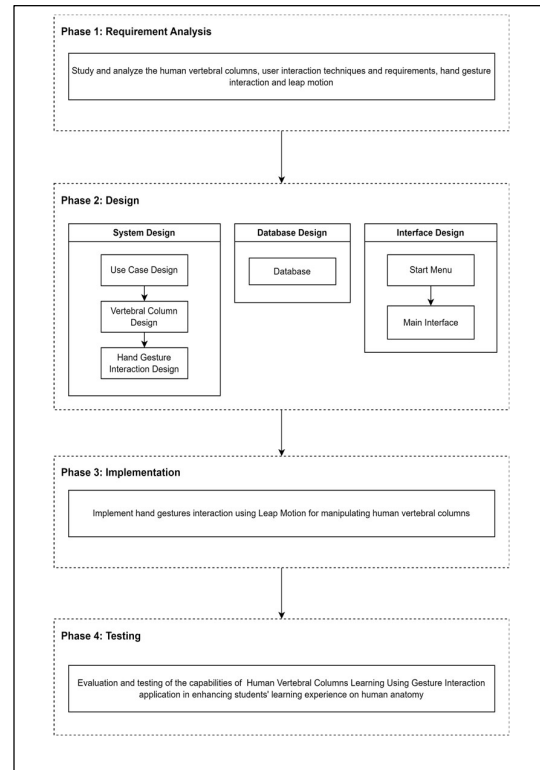 Phase 1: Requirement Analysis
Study and analyze the human vertebral columns, user interaction techniques and requirements, hand gesture
interaction and leap motion
Phase 2: Design
System Design
Use Case Design
Vertebral Column
Design
Hand Gesture
Interaction Design
Database Design
Database
Interface Design
Start Menu
Main Interface
Phase 3: Implementation
Implement hand gestures interaction using Leap Motion for manipulating human vertebral columns
Phase 4: Testing
Evaluation and testing of the capabilities of Human Vertebral Columns Learning Using Gesture Interaction
application in enhancing students' learning experience on human anatomy